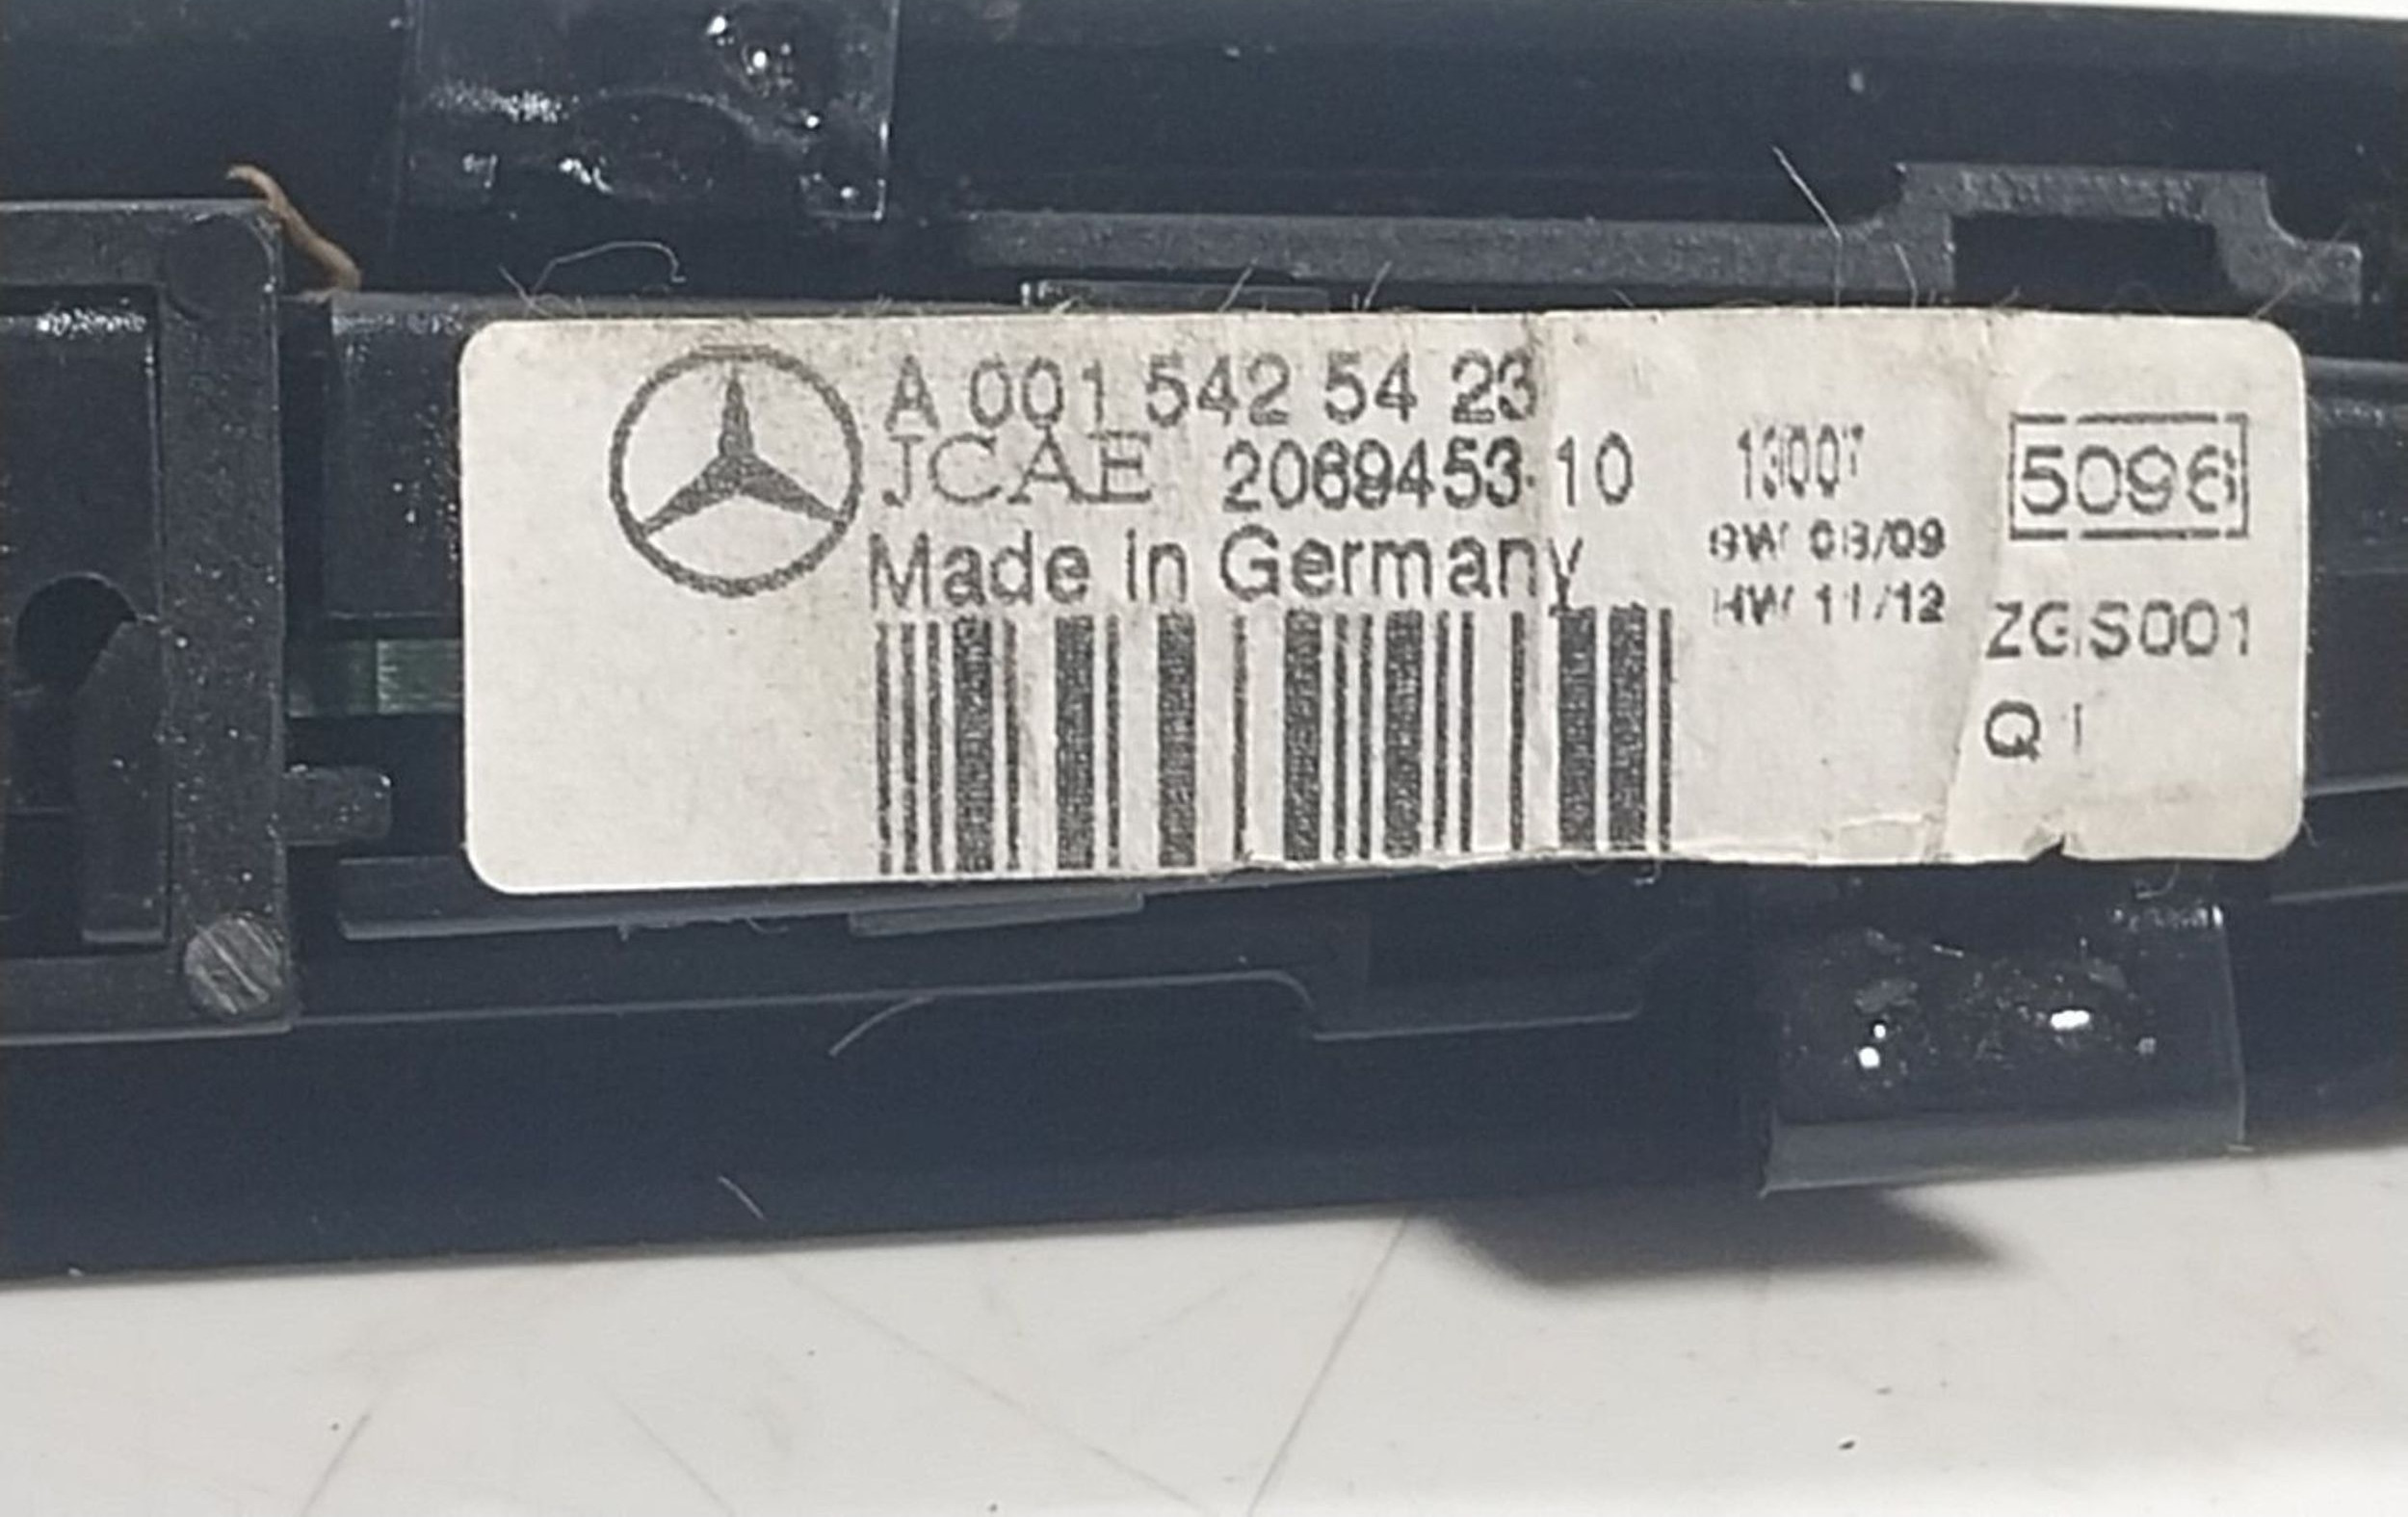 A 001 542 54 23
JCAE 2069453-10
Made in Germany
13007
SW 08/09
HW 11/12
5096
ZGS001
Q1